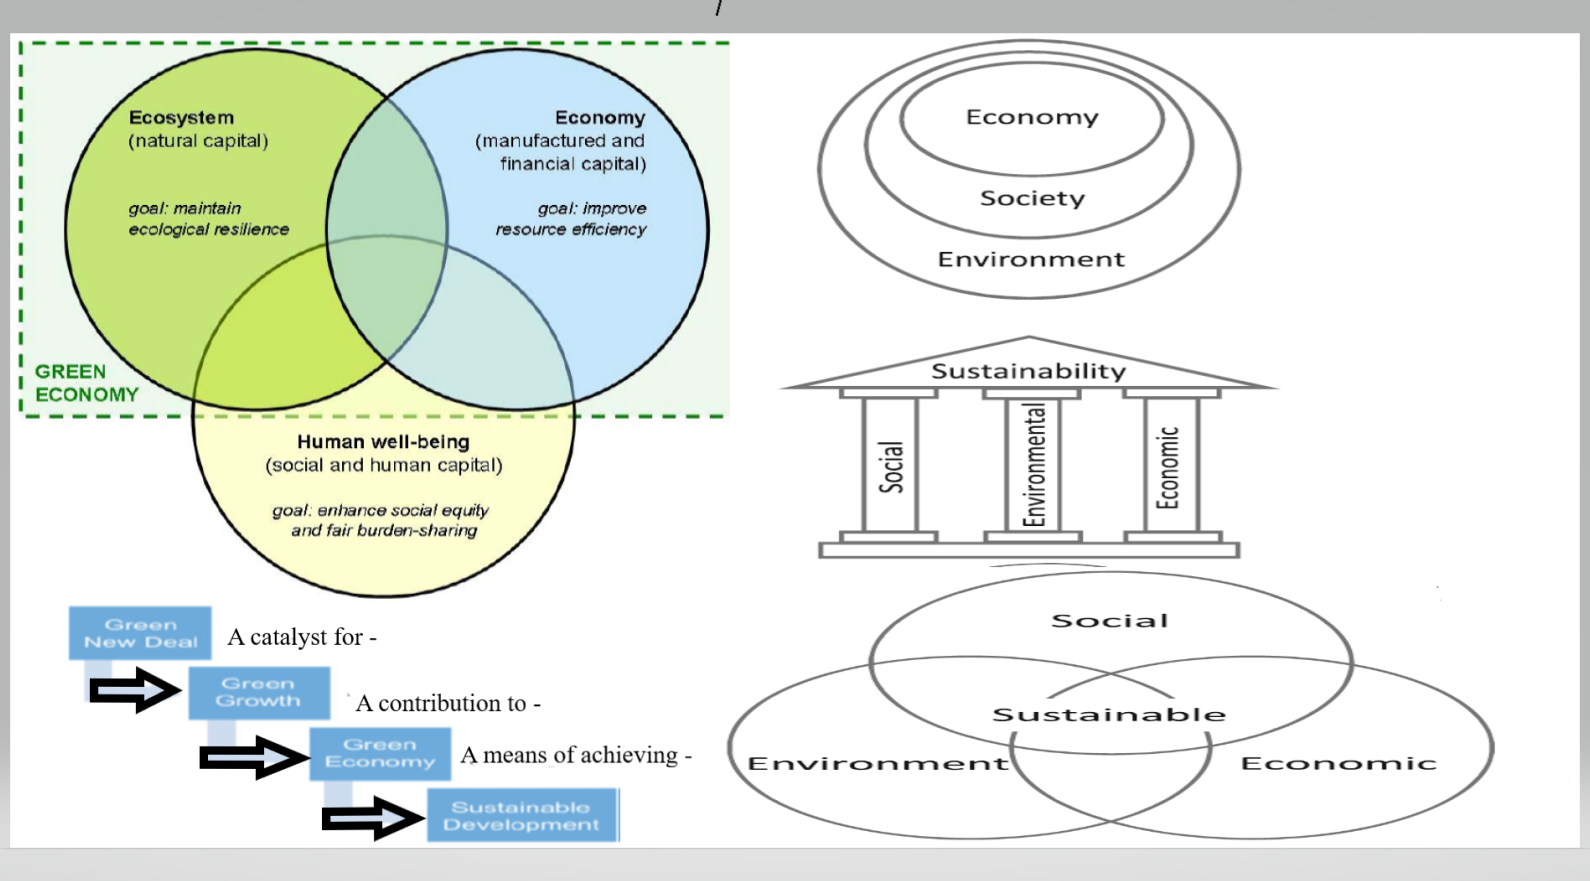 Ecosystem
(natural capital)
goal: maintain
ecological resilience
Economy
(manufactured and
financial capital)
goal: improve
resource efficiency
GREEN
ECONOMY
Human well-being
(social and human capital)
goal: enhance social equity
and fair burden-sharing
Green
New Deal
A catalyst for -
Green
Growth
A contribution to -
Green
Economy
A means of achieving -
Sustainable
Development
Economy
Society
Environment
Sustainability
Social
Environmental
Economic
Social
Sustainable
Environment
Economic